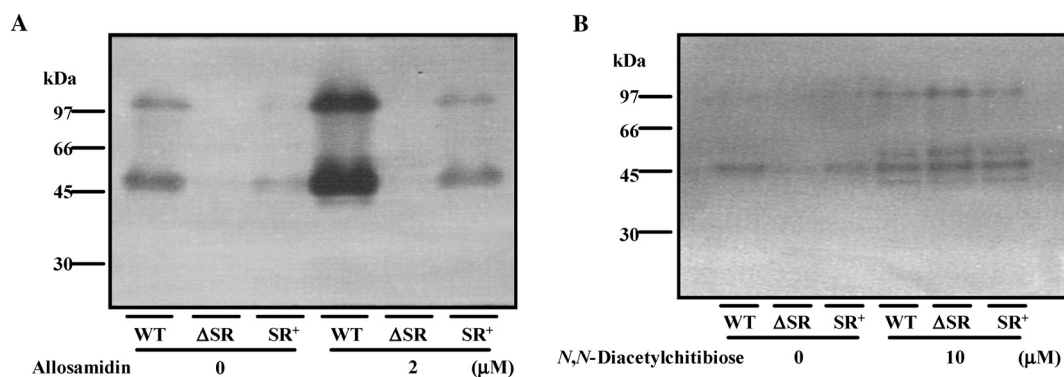 A
kDa
97
66
45
30
WT ΔSR SR⁺ WT ΔSR SR⁺
Allosamidin 0 2 (μM)
B
kDa
97
66
45
30
WT ΔSR SR⁺ WT ΔSR SR⁺
N,N-Diacetylchitibiose 0 10 (μM)